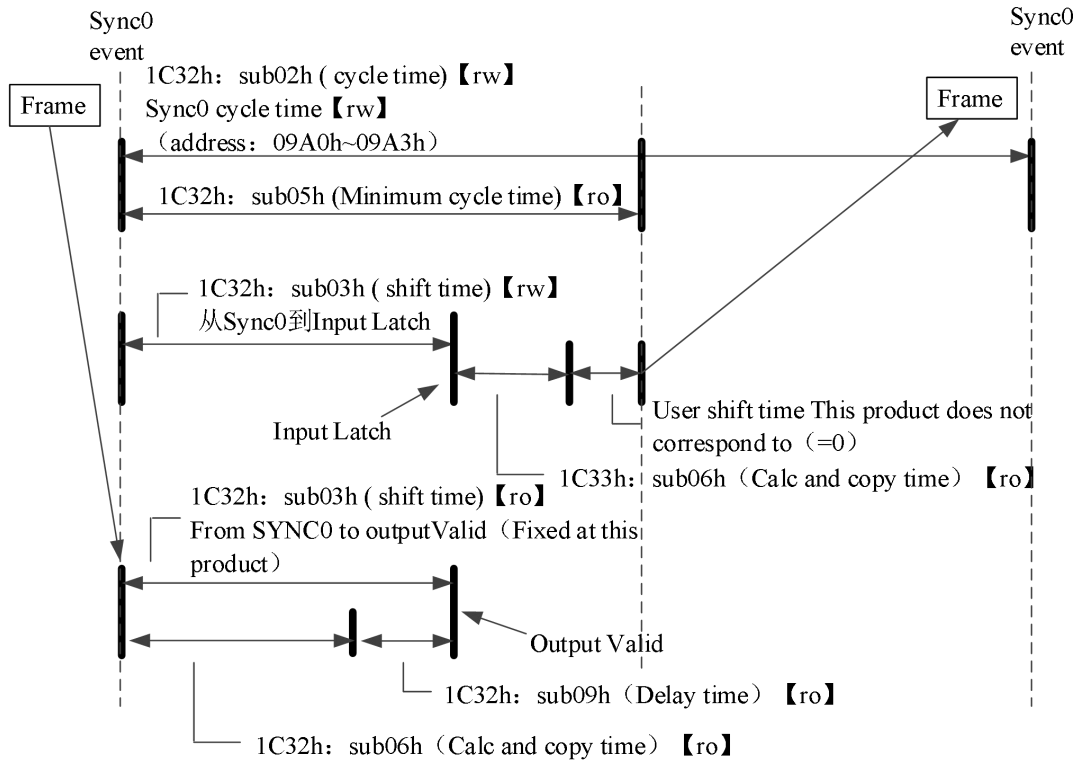 Sync0
event
Sync0
event
1C32h：sub02h ( cycle time)【rw】
Frame
Sync0 cycle time【rw】
（address：09A0h~09A3h）
Frame
1C32h：sub05h (Minimum cycle time)【ro】
1C32h：sub03h ( shift time)【rw】
从Sync0到Input Latch
Input Latch
User shift time This product does not
correspond to（=0）
1C33h：sub06h（Calc and copy time）【ro】
1C32h：sub03h ( shift time)【ro】
From SYNC0 to outputValid（Fixed at this
product）
Output Valid
1C32h：sub09h（Delay time）【ro】
1C32h：sub06h（Calc and copy time）【ro】